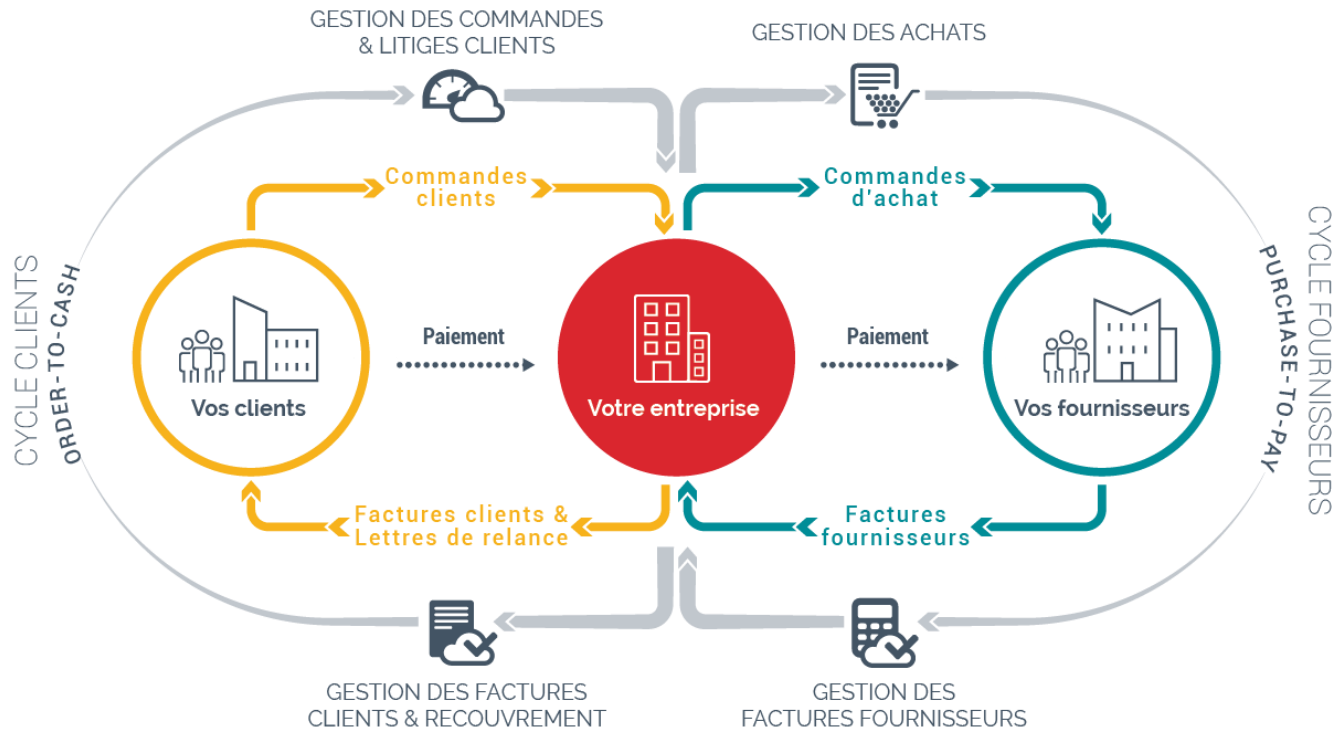 GESTION DES COMMANDES
& LITIGES CLIENTS
GESTION DES ACHATS
Commandes
clients
Commandes
d'achat
CYCLE CLIENTS
ORDER-TO-CASH
Vos clients
Paiement
Votre entreprise
Paiement
Vos fournisseurs
PURCHASE-TO-PAY
CYCLE FOURNISSEURS
Factures clients &
Lettres de relance
Factures
fournisseurs
GESTION DES FACTURES
CLIENTS & RECOUVREMENT
GESTION DES
FACTURES FOURNISSEURS